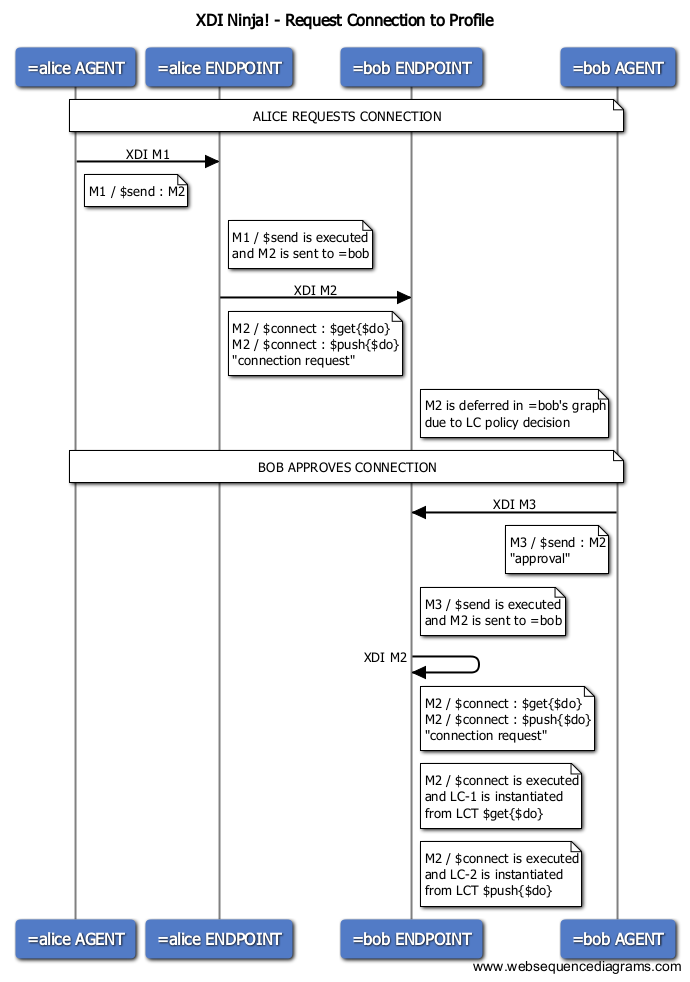 XDI Ninja! - Request Connection to Profile
=alice AGENT
=alice ENDPOINT
=bob ENDPOINT
=bob AGENT
ALICE REQUESTS CONNECTION
XDI M1
M1 / $send : M2
M1 / $send is executed
and M2 is sent to =bob
XDI M2
M2 / $connect : $get{$do}
M2 / $connect : $push{$do}
"connection request"
M2 is deferred in =bob's graph
due to LC policy decision
BOB APPROVES CONNECTION
XDI M3
M3 / $send : M2
"approval"
M3 / $send is executed
and M2 is sent to =bob
XDI M2
M2 / $connect : $get{$do}
M2 / $connect : $push{$do}
"connection request"
M2 / $connect is executed
and LC-1 is instantiated
from LCT $get{$do}
M2 / $connect is executed
and LC-2 is instantiated
from LCT $push{$do}
=alice AGENT
=alice ENDPOINT
=bob ENDPOINT
=bob AGENT
www.websequencediagrams.com